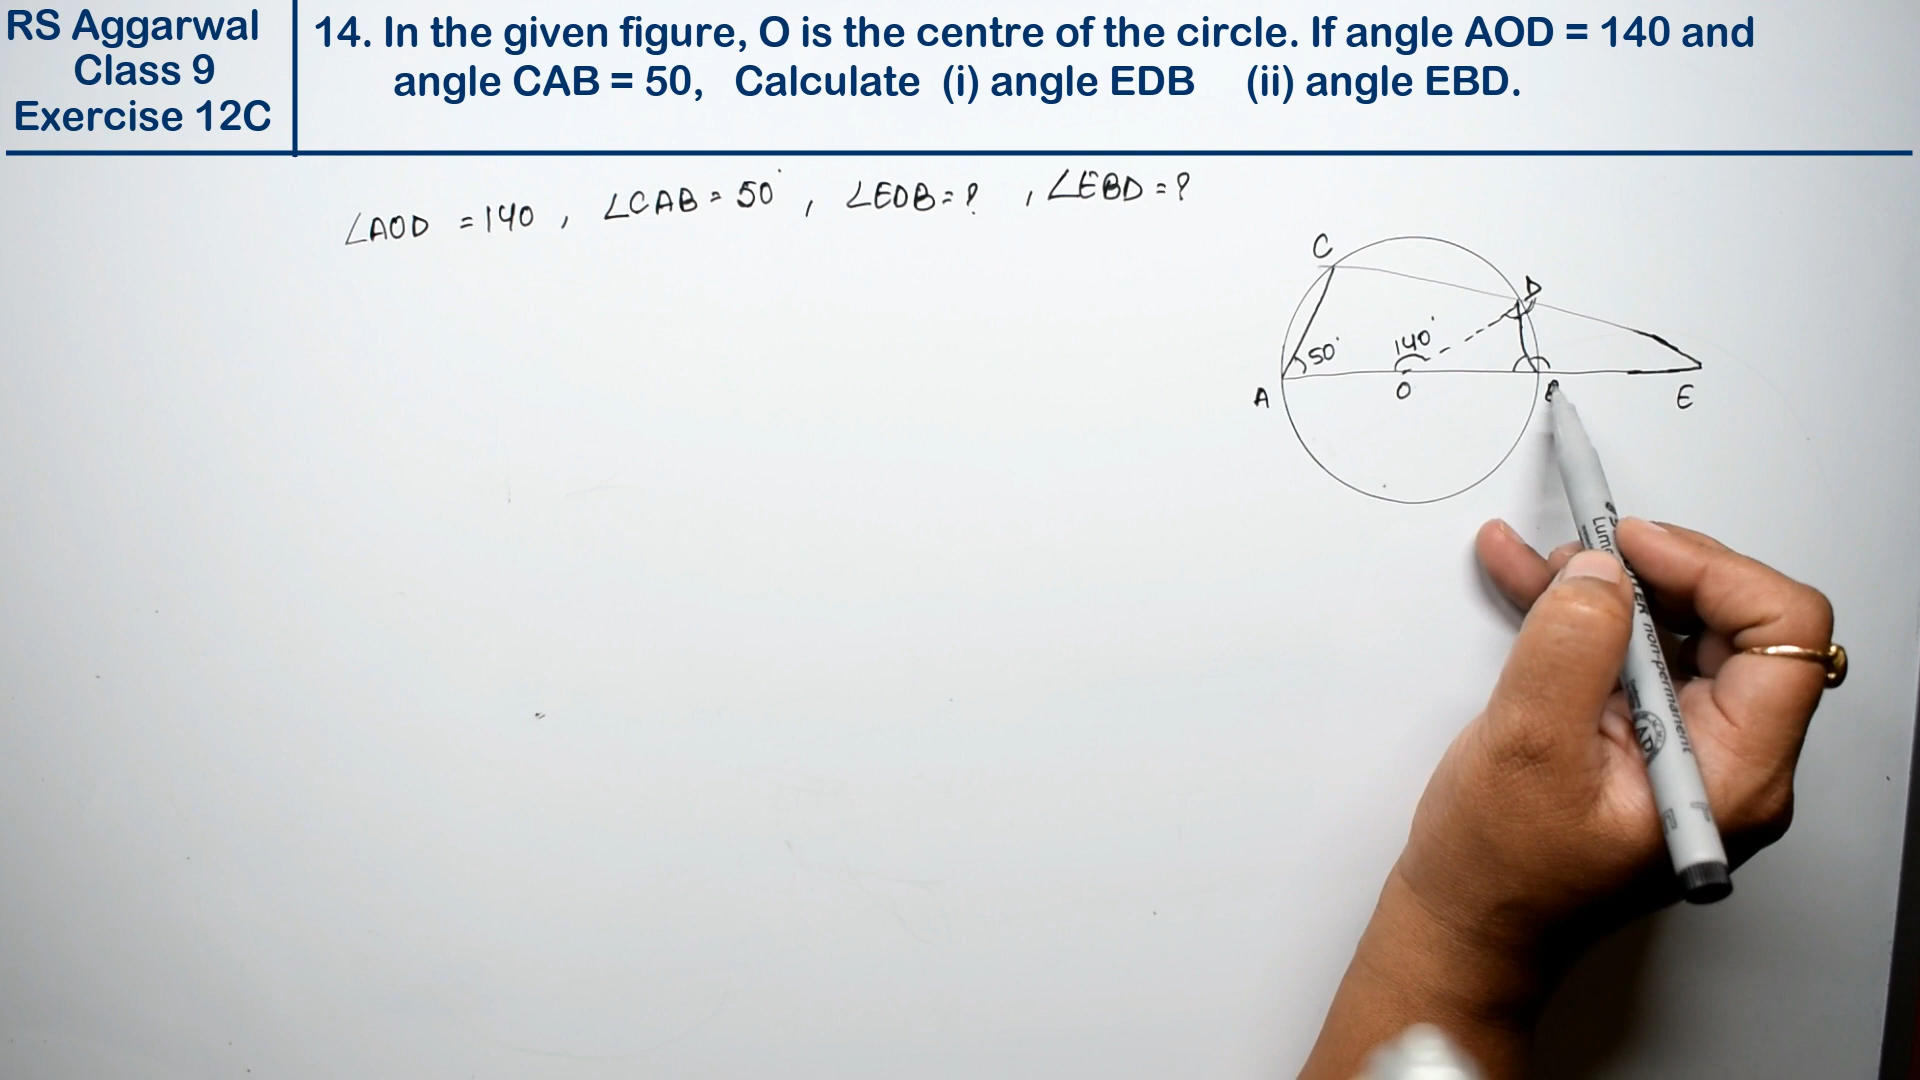 RS Aggarwal
Class 9
Exercise 12C
14. In the given figure, O is the centre of the circle. If angle AOD = 140 and
angle CAB = 50, Calculate (i) angle EDB (ii) angle EBD.
∠AOD = 140 , ∠CAB = 50° , ∠EDB = ? , ∠EBD = ?
C
D
50°
140°
A
O
E
non-permanent